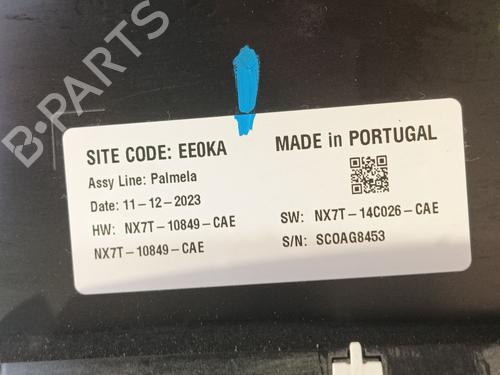 B-PARTS
SITE CODE: EE0KA
MADE in PORTUGAL
Assy Line: Palmela
Date: 11-12-2023
HW: NX7T-10849-CAE
SW: NX7T-14C026-CAE
NX7T-10849-CAE
S/N: SCOAG8453